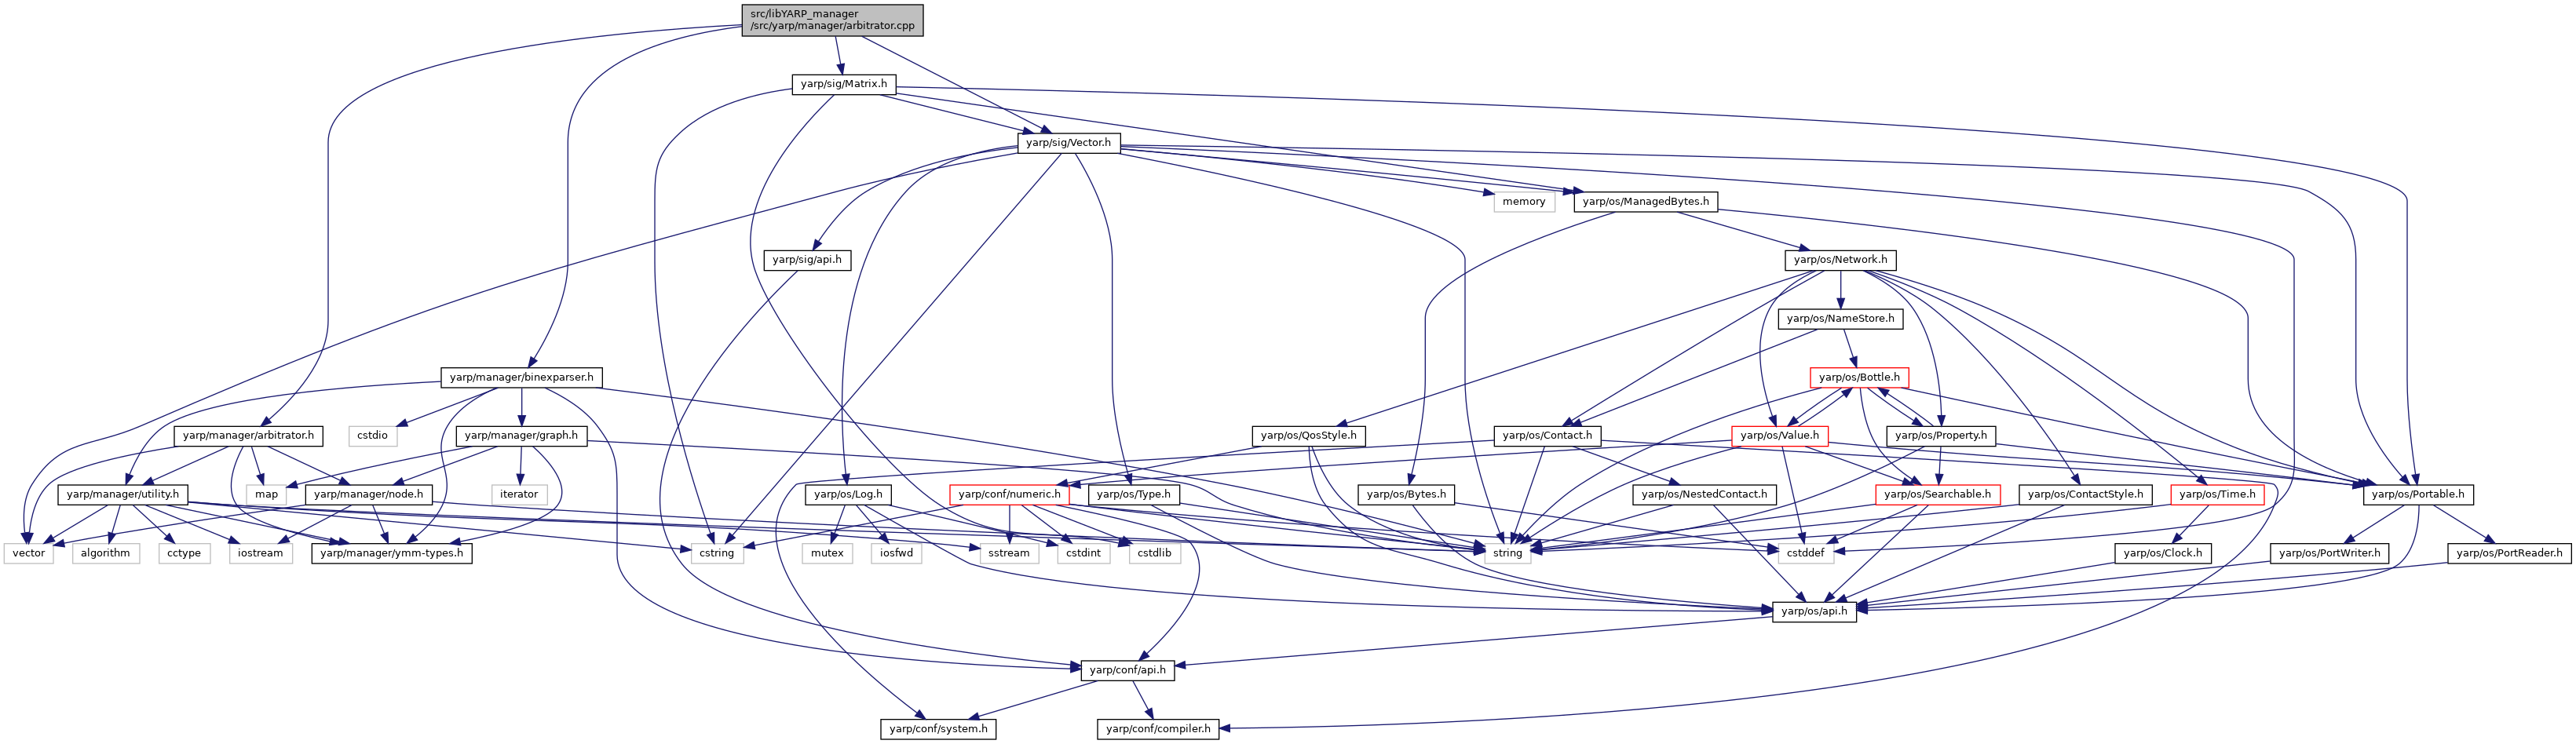 src/libYARP_manager
/src/yarp/manager/arbitrator.cpp
yarp/sig/Matrix.h
yarp/sig/Vector.h
memory
yarp/os/ManagedBytes.h
yarp/sig/api.h
yarp/os/Network.h
yarp/os/NameStore.h
yarp/manager/binexparser.h
yarp/os/Bottle.h
yarp/manager/arbitrator.h
cstdio
yarp/manager/graph.h
yarp/os/QosStyle.h
yarp/os/Contact.h
yarp/os/Value.h
yarp/os/Property.h
yarp/manager/utility.h
map
yarp/manager/node.h
iterator
yarp/os/Log.h
yarp/conf/numeric.h
yarp/os/Type.h
yarp/os/Bytes.h
yarp/os/NestedContact.h
yarp/os/Searchable.h
yarp/os/ContactStyle.h
yarp/os/Time.h
yarp/os/Portable.h
vector
algorithm
cctype
iostream
yarp/manager/ymm-types.h
cstring
mutex
iosfwd
sstream
cstdint
cstdlib
string
cstddef
yarp/os/Clock.h
yarp/os/PortWriter.h
yarp/os/PortReader.h
yarp/os/api.h
yarp/conf/api.h
yarp/conf/system.h
yarp/conf/compiler.h